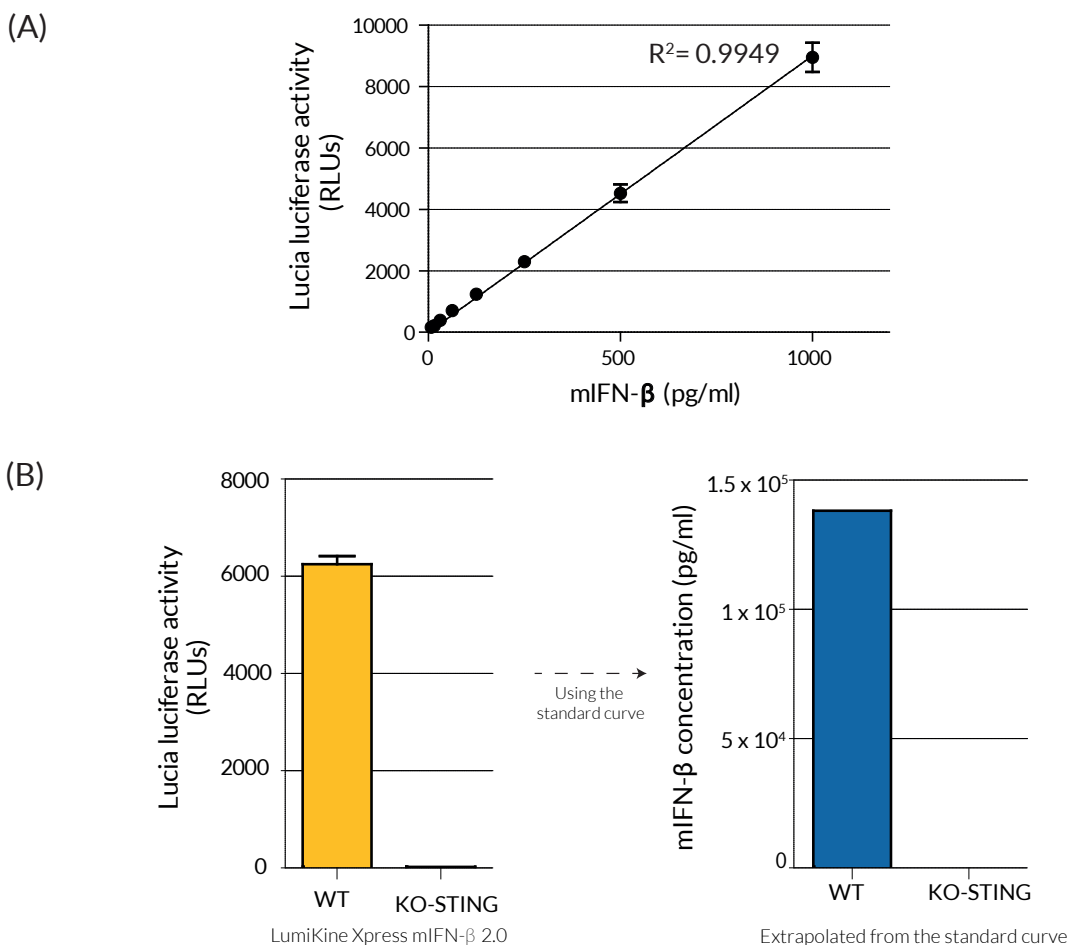 (A)
10000
8000
6000
4000
2000
0
Lucia luciferase activity
(RLUs)
R²= 0.9949
0
500
1000
mIFN-β (pg/ml)
(B)
8000
6000
4000
2000
0
Lucia luciferase activity
(RLUs)
WT
KO-STING
LumiKine Xpress mIFN-β 2.0
Using the
standard curve
1.5 x 10⁵
1 x 10⁵
5 x 10⁴
0
mIFN-β concentration (pg/ml)
WT
KO-STING
Extrapolated from the standard curve